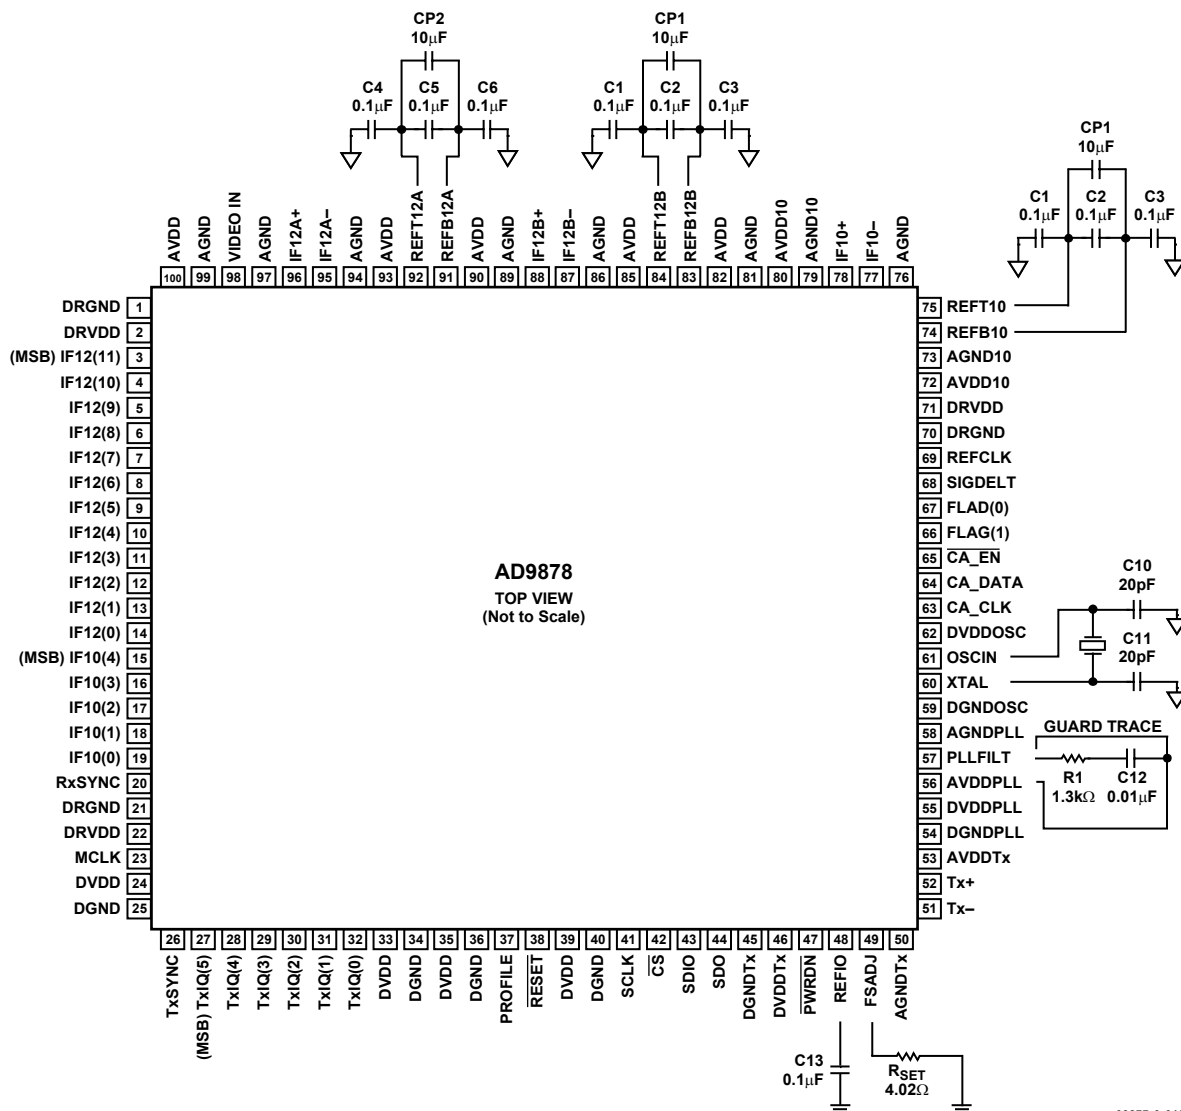 CP2
10µF
C4
0.1µF
C5
0.1µF
C6
0.1µF
CP1
10µF
C1
0.1µF
C2
0.1µF
C3
0.1µF
CP1
10µF
C1
0.1µF
C2
0.1µF
C3
0.1µF
AVDD
AGND
VIDEO IN
AGND
IF12A+
IF12A–
AGND
AVDD
REFT12A
REFB12A
AVDD
AGND
IF12B+
IF12B–
AGND
AVDD
REFT12B
REFB12B
AVDD
AGND
AVDD10
AGND10
IF10+
IF10–
AGND
100 99 98 97 96 95 94 93 92 91 90 89 88 87 86 85 84 83 82 81 80 79 78 77 76
DRGND 1
DRVDD 2
(MSB) IF12(11) 3
IF12(10) 4
IF12(9) 5
IF12(8) 6
IF12(7) 7
IF12(6) 8
IF12(5) 9
IF12(4) 10
IF12(3) 11
IF12(2) 12
IF12(1) 13
IF12(0) 14
(MSB) IF10(4) 15
IF10(3) 16
IF10(2) 17
IF10(1) 18
IF10(0) 19
RxSYNC 20
DRGND 21
DRVDD 22
MCLK 23
DVDD 24
DGND 25
AD9878
TOP VIEW
(Not to Scale)
75 REFT10
74 REFB10
73 AGND10
72 AVDD10
71 DRVDD
70 DRGND
69 REFCLK
68 SIGDELT
67 FLAD(0)
66 FLAG(1)
65 CA_EN
64 CA_DATA
63 CA_CLK
62 DVDDOSC
61 OSCIN
60 XTAL
59 DGNDOSC
58 AGNDPLL
57 PLLFILT
56 AVDDPLL
55 DVDDPLL
54 DGNDPLL
53 AVDDTx
52 Tx+
51 Tx–
C10
20pF
C11
20pF
GUARD TRACE
R1
1.3kΩ
C12
0.01µF
26 27 28 29 30 31 32 33 34 35 36 37 38 39 40 41 42 43 44 45 46 47 48 49 50
TxSYNC
(MSB) TxIQ(5)
TxIQ(4)
TxIQ(3)
TxIQ(2)
TxIQ(1)
TxIQ(0)
DVDD
DGND
DVDD
DGND
PROFILE
RESET
DVDD
DGND
SCLK
CS
SDIO
SDO
DGNDTx
DVDDTx
PWRDN
REFIO
FSADJ
AGNDTx
C13
0.1µF
RSET
4.02Ω